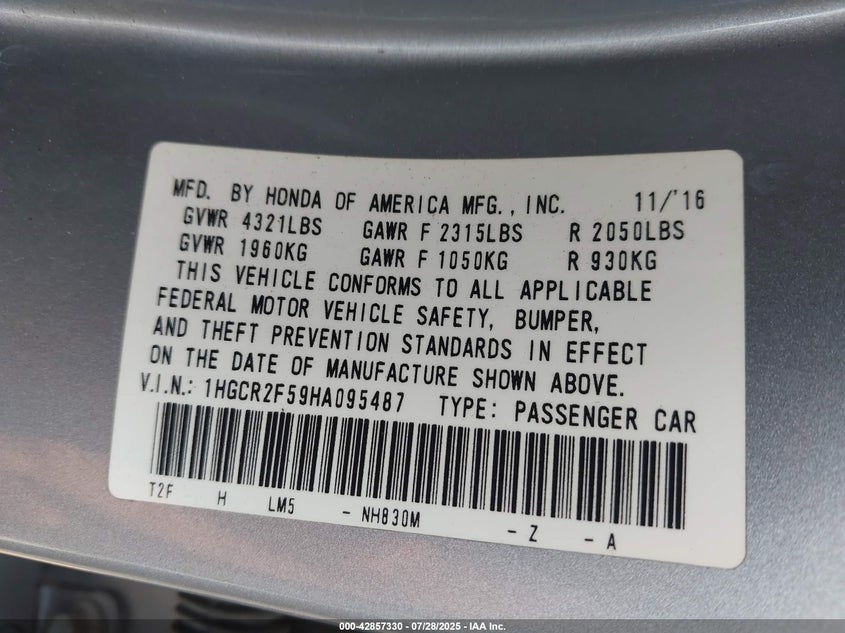 MFD. BY HONDA OF AMERICA MFG., INC. 11/'16
GVWR 4321LBS GAWR F 2315LBS R 2050LBS
GVWR 1960KG GAWR F 1050KG R 930KG
THIS VEHICLE CONFORMS TO ALL APPLICABLE
FEDERAL MOTOR VEHICLE SAFETY, BUMPER,
AND THEFT PREVENTION STANDARDS IN EFFECT
ON THE DATE OF MANUFACTURE SHOWN ABOVE.
V.I.N.: 1HGCR2F59HA095487 TYPE: PASSENGER CAR
T2F H LM5 - NH830M - Z - A
000-42857330 / 07/28/2025 - IAA Inc.